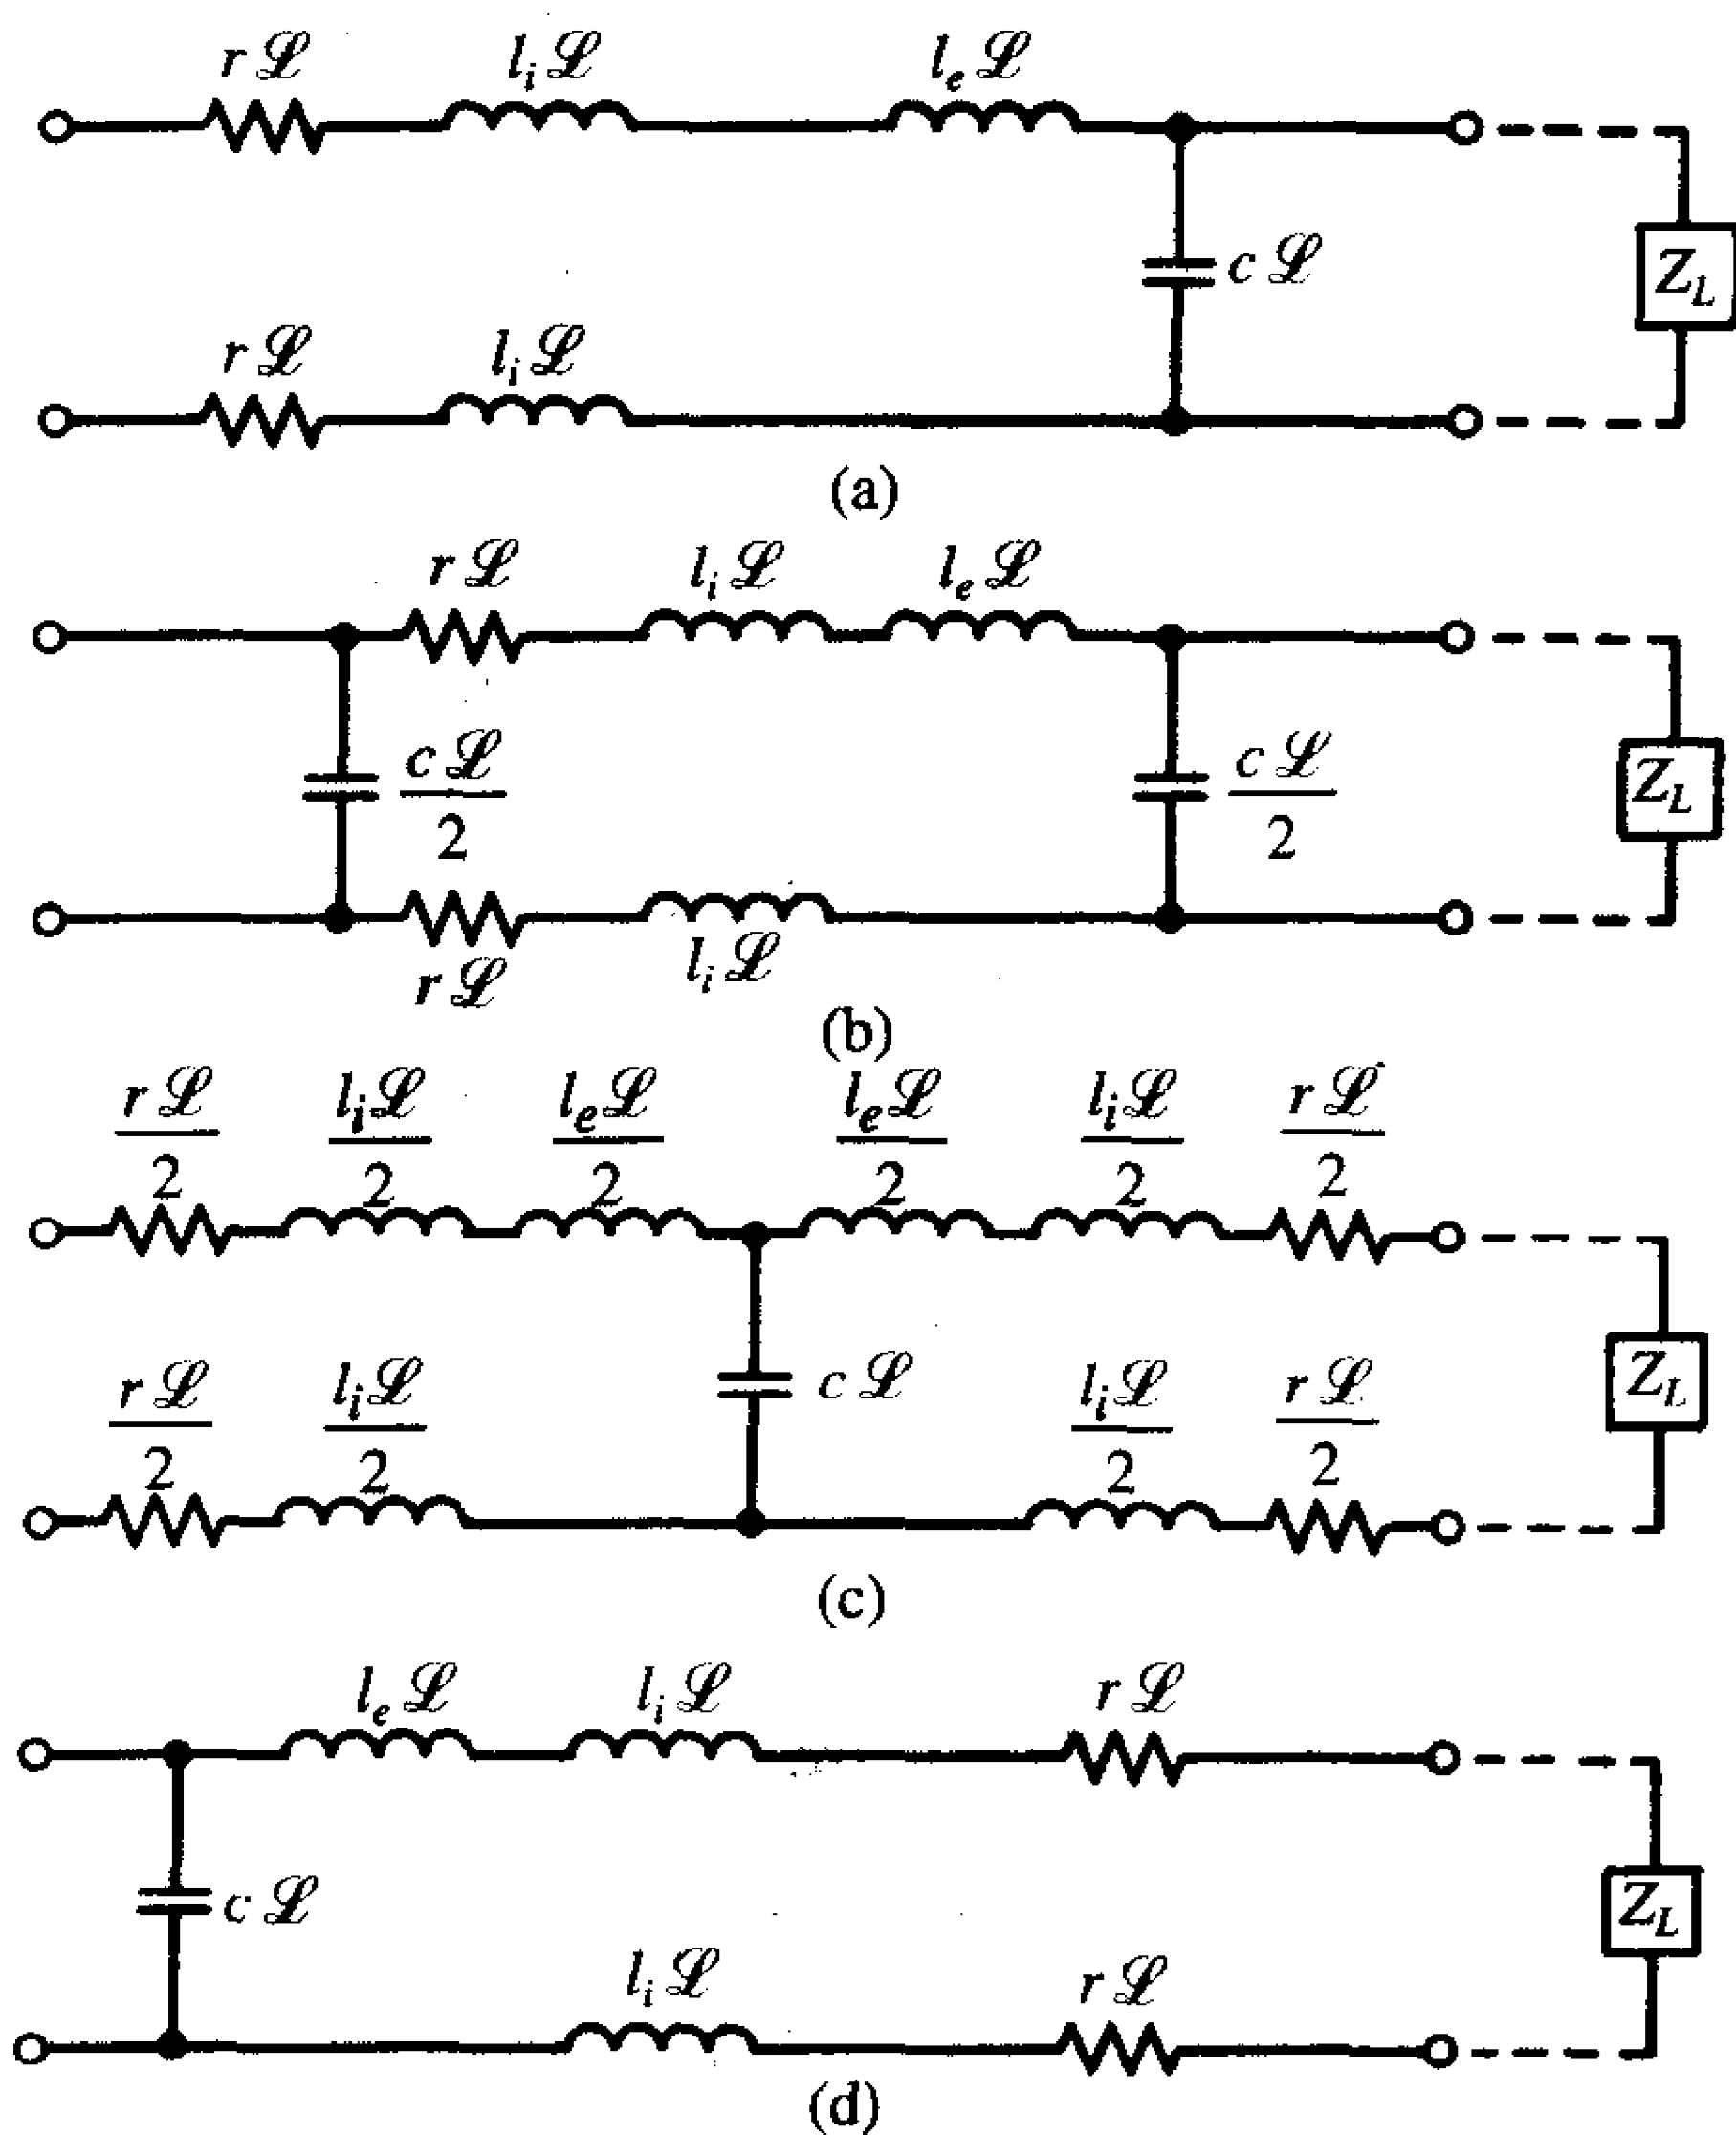 rℒ lᵢℒ lₑℒ
cℒ
Z_L
rℒ lᵢℒ
(a)
rℒ lᵢℒ lₑℒ
cℒ/2 cℒ/2
Z_L
rℒ lᵢℒ
(b)
rℒ/2 lᵢℒ/2 lₑℒ/2 lₑℒ/2 lᵢℒ/2 rℒ/2
rℒ/2 lᵢℒ/2 cℒ lᵢℒ/2 rℒ/2
Z_L
(c)
lₑℒ lᵢℒ rℒ
cℒ
Z_L
lᵢℒ rℒ
(d)